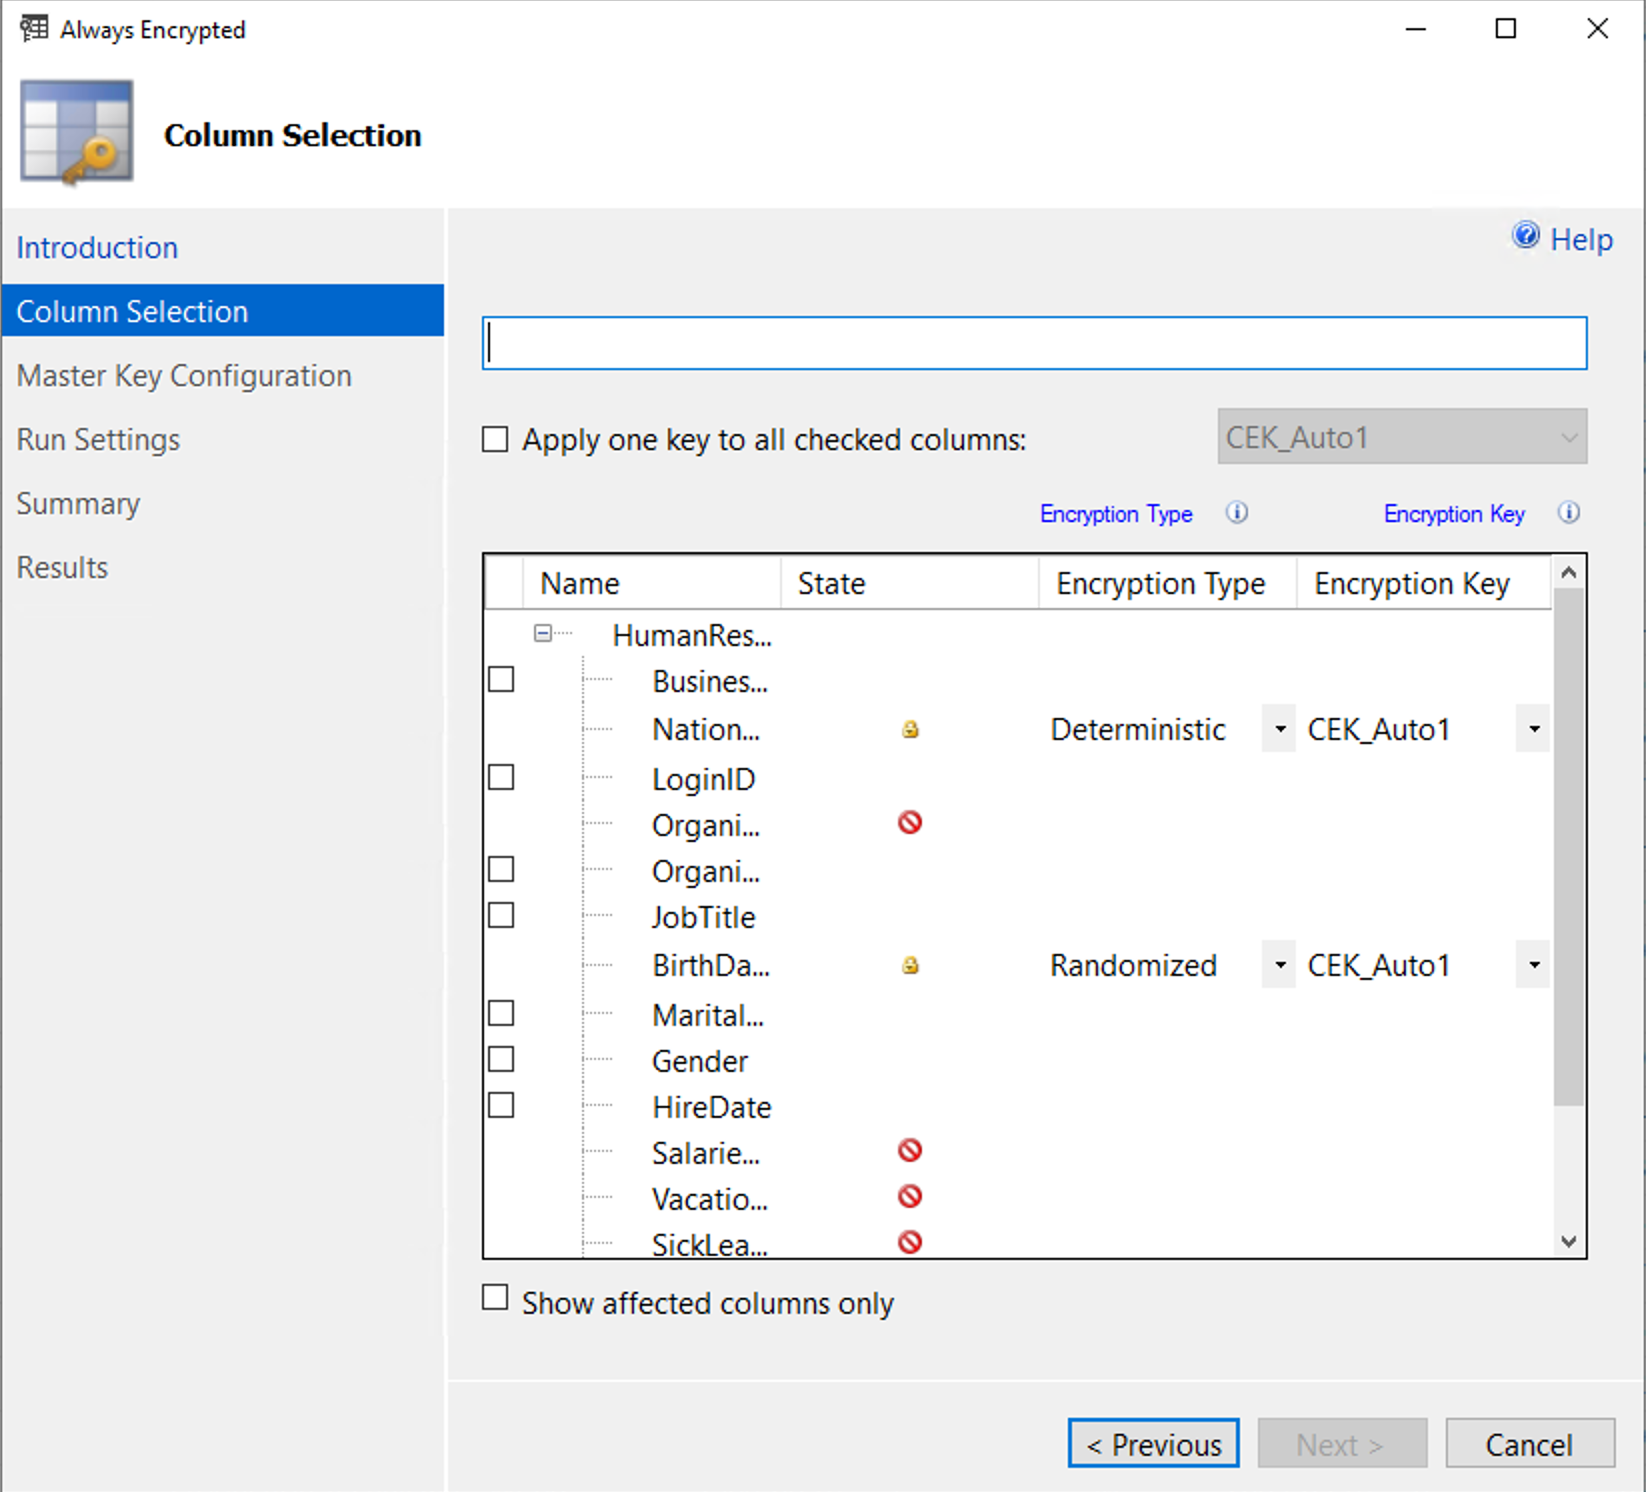 Always Encrypted
Column Selection
Introduction
Column Selection
Master Key Configuration
Run Settings
Summary
Results
Help
Apply one key to all checked columns: CEK_Auto1
Encryption Type Encryption Key
Name State Encryption Type Encryption Key
HumanRes...
Busines...
Nation... Deterministic CEK_Auto1
LoginID
Organi...
Organi...
JobTitle
BirthDa... Randomized CEK_Auto1
Marital...
Gender
HireDate
Salarie...
Vacatio...
SickLea...
Show affected columns only
< Previous Next > Cancel